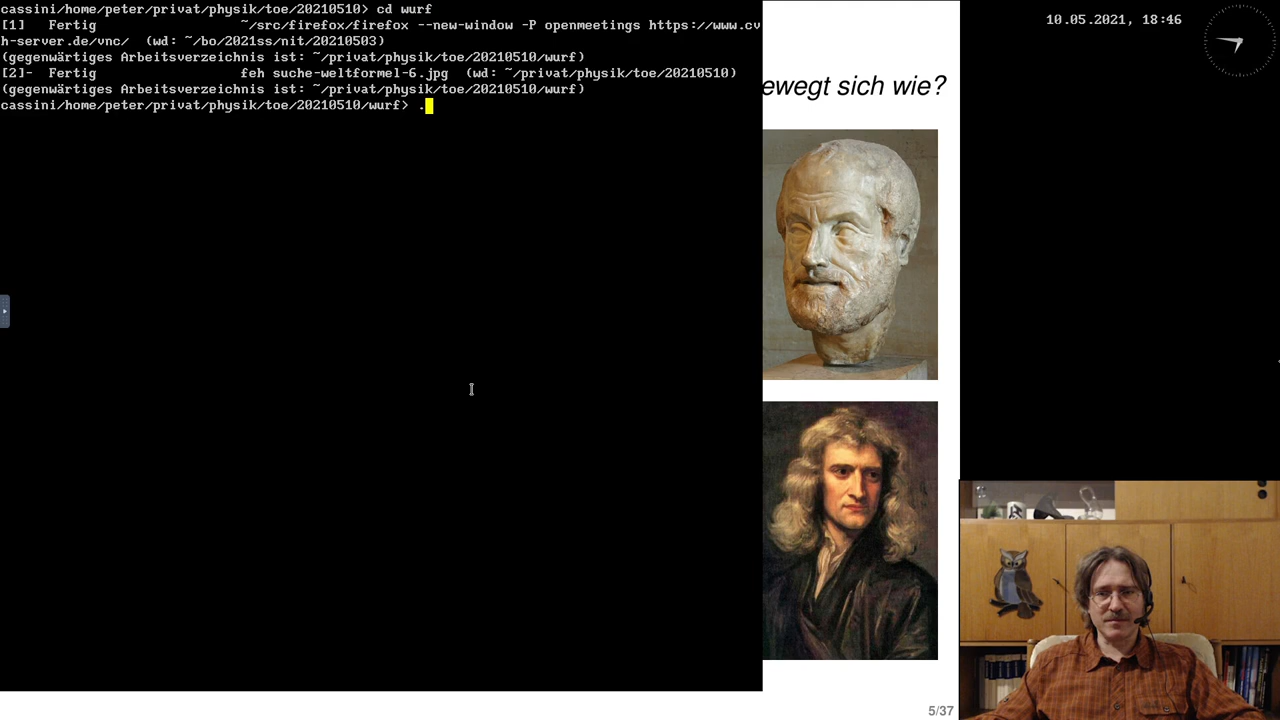 cassini/home/peter/privat/physik/toe/20210510> cd wurf
[1]   Fertig                  ~/src/firefox/firefox --new-window -P openmeetings https://www.cv
h-server.de/vnc/  (wd: ~/bo/2021ss/nit/20210503)
(gegenwärtiges Arbeitsverzeichnis ist: ~/privat/physik/toe/20210510/wurf)
[2]-  Fertig                  feh suche-weltformel-6.jpg  (wd: ~/privat/physik/toe/20210510)
(gegenwärtiges Arbeitsverzeichnis ist: ~/privat/physik/toe/20210510/wurf)
cassini/home/peter/privat/physik/toe/20210510/wurf> .
10.05.2021, 18:46
ewegt sich wie?
5/37